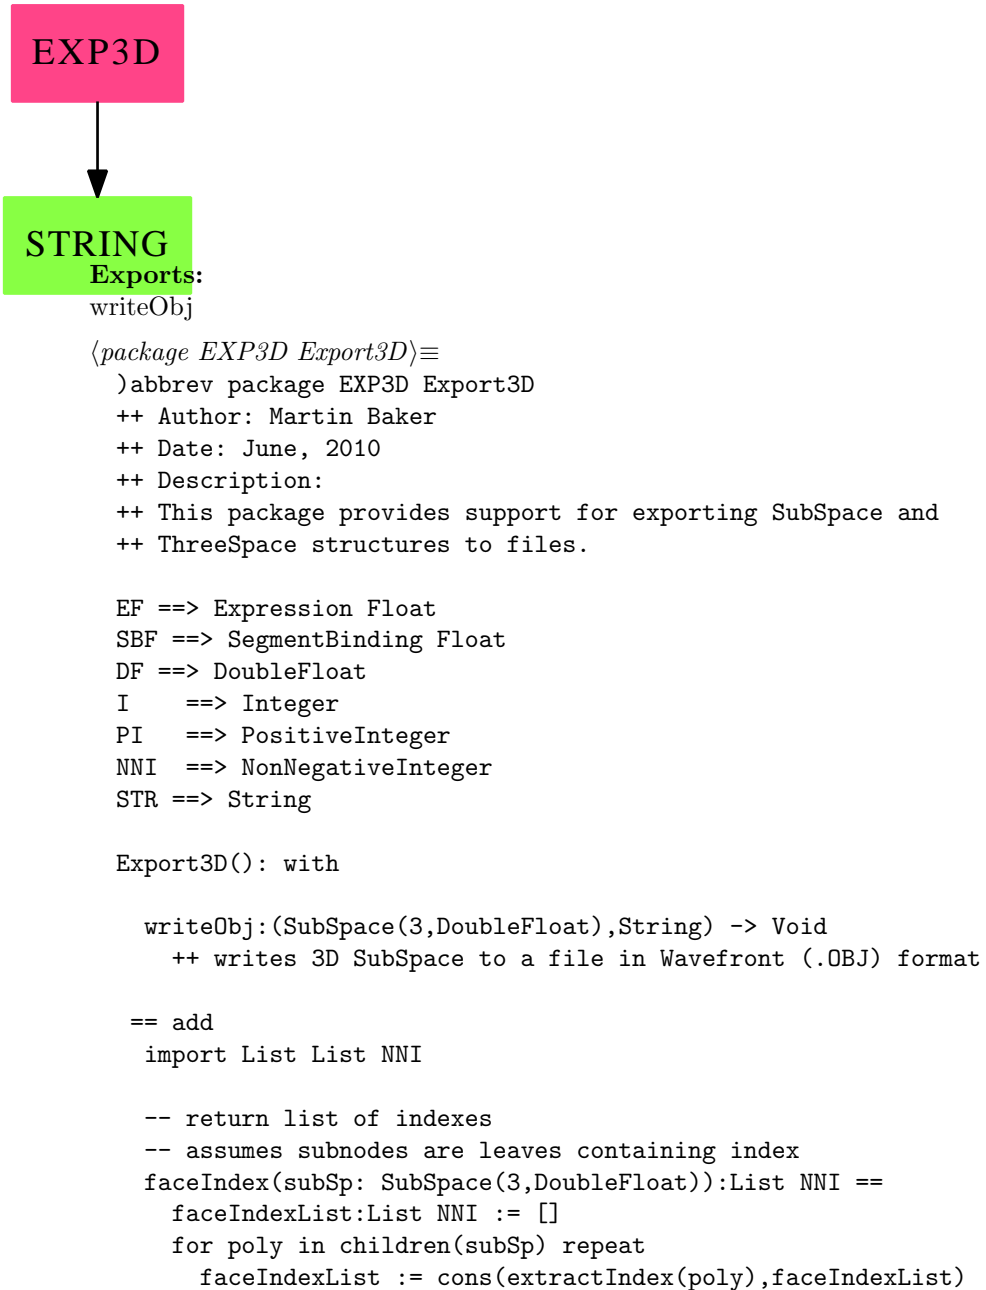 EXP3D
STRING
Exports:
writeObj
⟨package EXP3D Export3D⟩≡
)abbrev package EXP3D Export3D
++ Author: Martin Baker
++ Date: June, 2010
++ Description:
++ This package provides support for exporting SubSpace and
++ ThreeSpace structures to files.

EF ==> Expression Float
SBF ==> SegmentBinding Float
DF ==> DoubleFloat
I    ==> Integer
PI   ==> PositiveInteger
NNI  ==> NonNegativeInteger
STR ==> String

Export3D(): with

  writeObj:(SubSpace(3,DoubleFloat),String) -> Void
    ++ writes 3D SubSpace to a file in Wavefront (.OBJ) format

 == add
  import List List NNI

  -- return list of indexes
  -- assumes subnodes are leaves containing index
  faceIndex(subSp: SubSpace(3,DoubleFloat)):List NNI ==
    faceIndexList:List NNI := []
    for poly in children(subSp) repeat
      faceIndexList := cons(extractIndex(poly),faceIndexList)